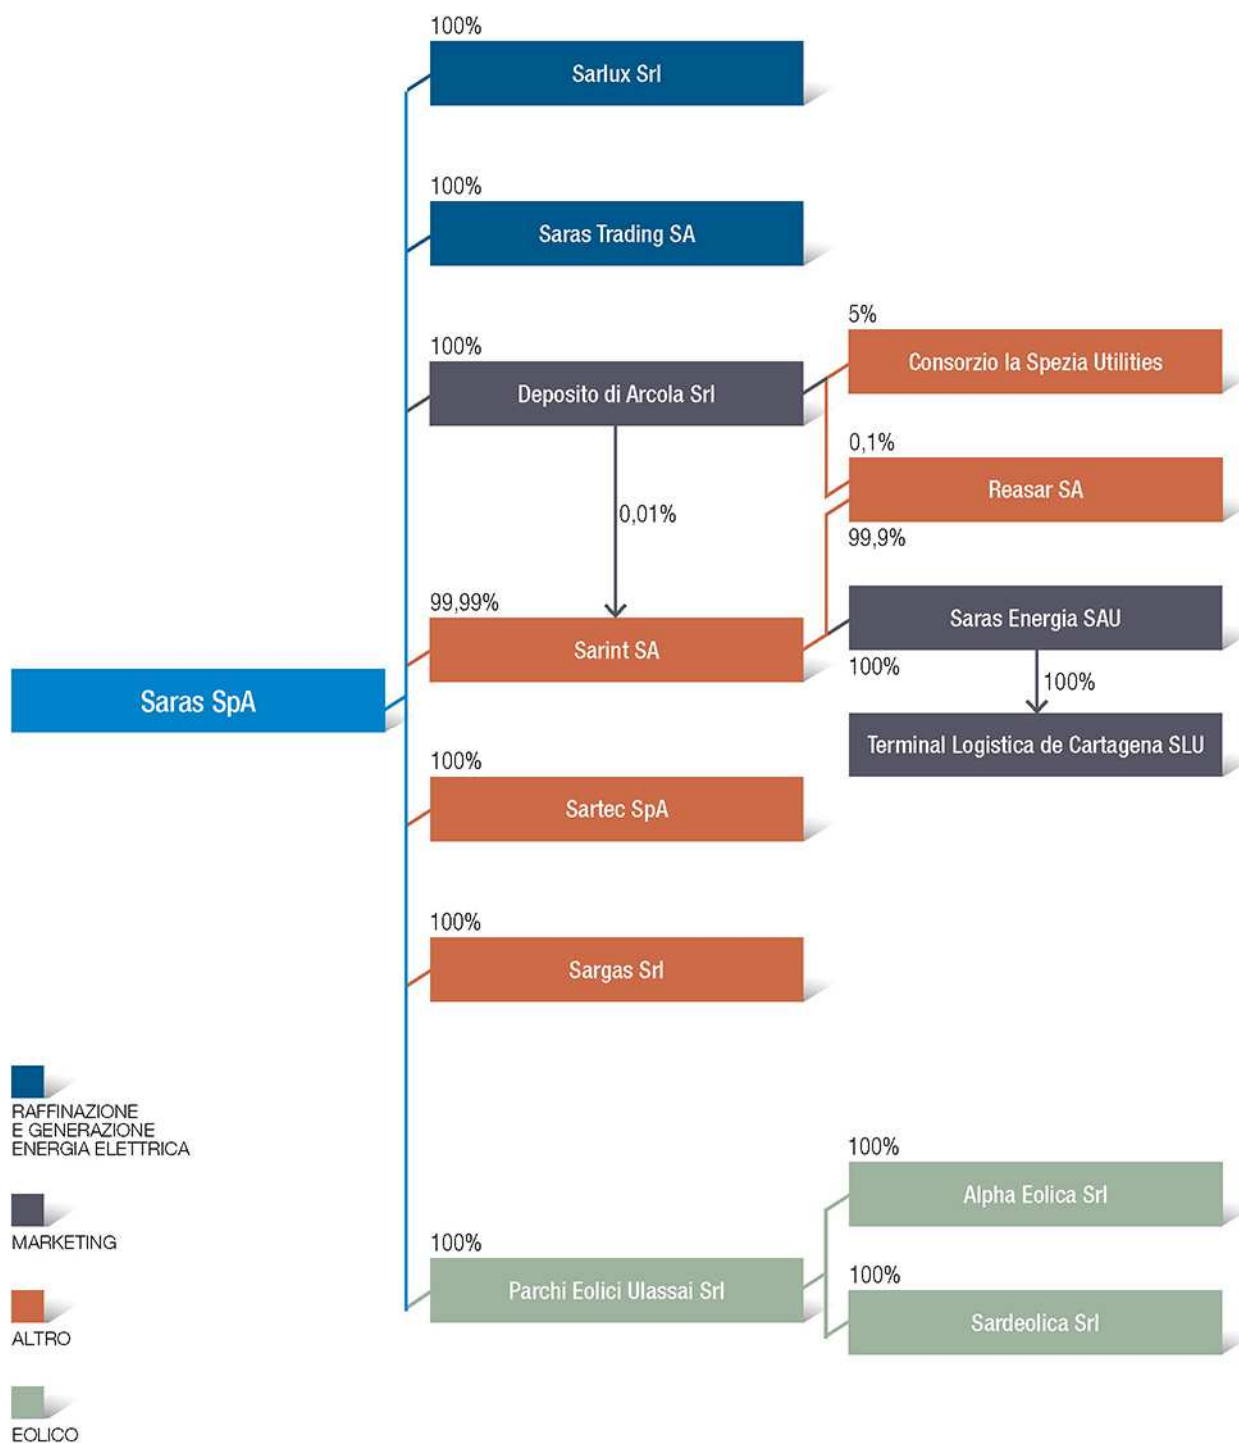 100%
Sarlux Srl
100%
Saras Trading SA
100%
Deposito di Arcola Srl
5%
Consorzio la Spezia Utilities
0,1%
Reasar SA
99,9%
0,01%
99,99%
Sarint SA
Saras Energia SAU
100%
100%
Terminal Logistica de Cartagena SLU
Saras SpA
100%
Sartec SpA
100%
Sargas Srl
100%
Parchi Eolici Ulassai Srl
100%
Alpha Eolica Srl
100%
Sardeolica Srl
RAFFINAZIONE
E GENERAZIONE
ENERGIA ELETTRICA
MARKETING
ALTRO
EOLICO